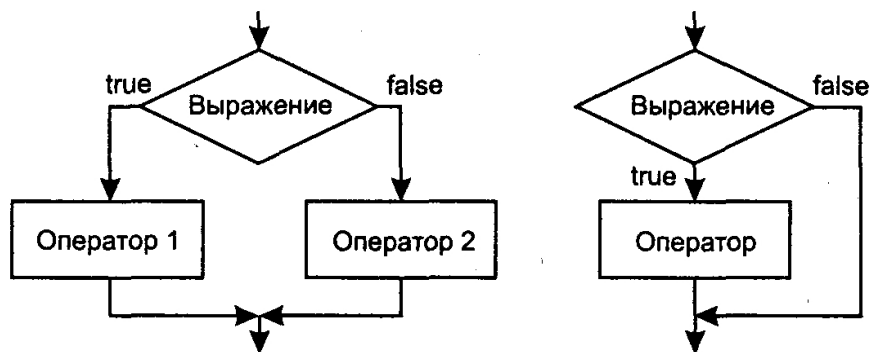 true
Выражение
false
Оператор 1
Оператор 2
Выражение
false
true
Оператор